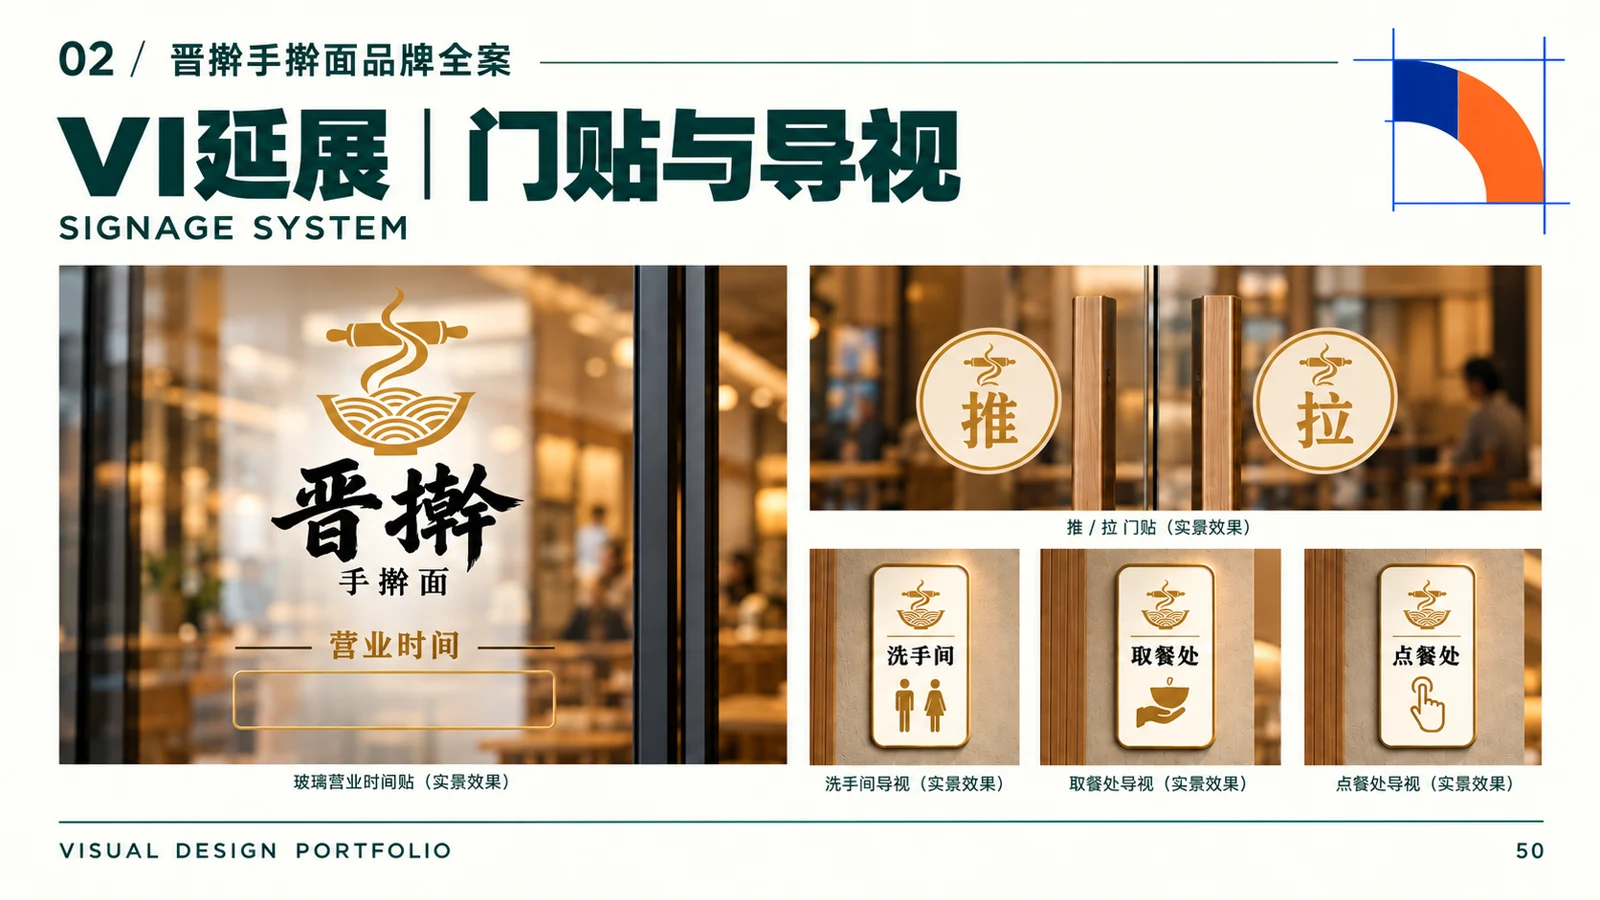 02 / 晋擀手擀面品牌全案
VI延展｜门贴与导视
SIGNAGE SYSTEM
晋擀
手擀面
营业时间
玻璃营业时间贴（实景效果）
推
拉
推 / 拉 门贴（实景效果）
洗手间
洗手间导视（实景效果）
取餐处
取餐处导视（实景效果）
点餐处
点餐处导视（实景效果）
VISUAL DESIGN PORTFOLIO
50